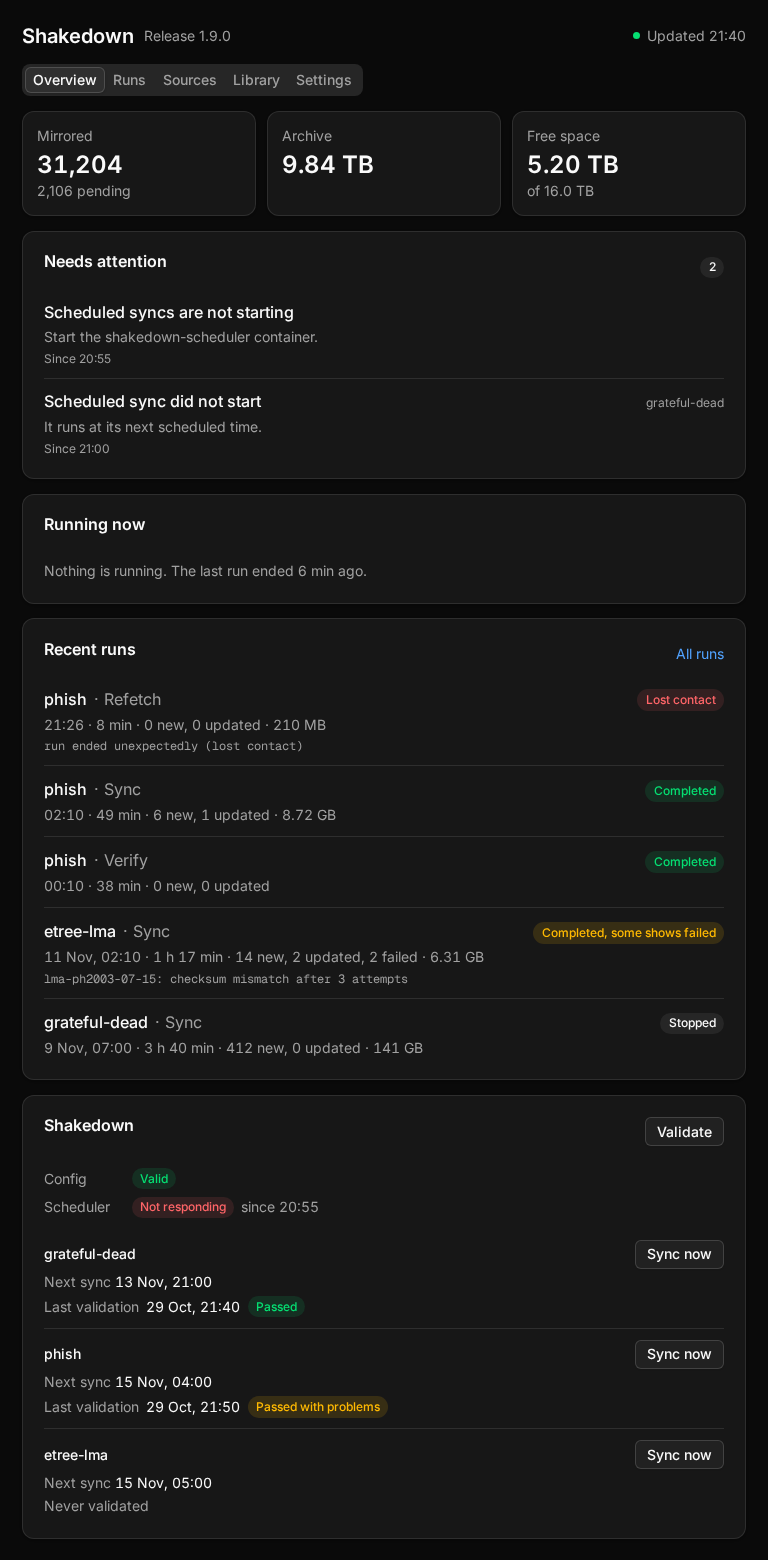 Shakedown Release 1.9.0 Updated 21:40
Overview Runs Sources Library Settings
Mirrored
31,204
2,106 pending
Archive
9.84 TB
Free space
5.20 TB
of 16.0 TB
Needs attention 2
Scheduled syncs are not starting
Start the shakedown-scheduler container.
Since 20:55
Scheduled sync did not start grateful-dead
It runs at its next scheduled time.
Since 21:00
Running now
Nothing is running. The last run ended 6 min ago.
Recent runs All runs
phish · Refetch Lost contact
21:26 · 8 min · 0 new, 0 updated · 210 MB
run ended unexpectedly (lost contact)
phish · Sync Completed
02:10 · 49 min · 6 new, 1 updated · 8.72 GB
phish · Verify Completed
00:10 · 38 min · 0 new, 0 updated
etree-lma · Sync Completed, some shows failed
11 Nov, 02:10 · 1 h 17 min · 14 new, 2 updated, 2 failed · 6.31 GB
lma-ph2003-07-15: checksum mismatch after 3 attempts
grateful-dead · Sync Stopped
9 Nov, 07:00 · 3 h 40 min · 412 new, 0 updated · 141 GB
Shakedown Validate
Config Valid
Scheduler Not responding since 20:55
grateful-dead Sync now
Next sync 13 Nov, 21:00
Last validation 29 Oct, 21:40 Passed
phish Sync now
Next sync 15 Nov, 04:00
Last validation 29 Oct, 21:50 Passed with problems
etree-lma Sync now
Next sync 15 Nov, 05:00
Never validated